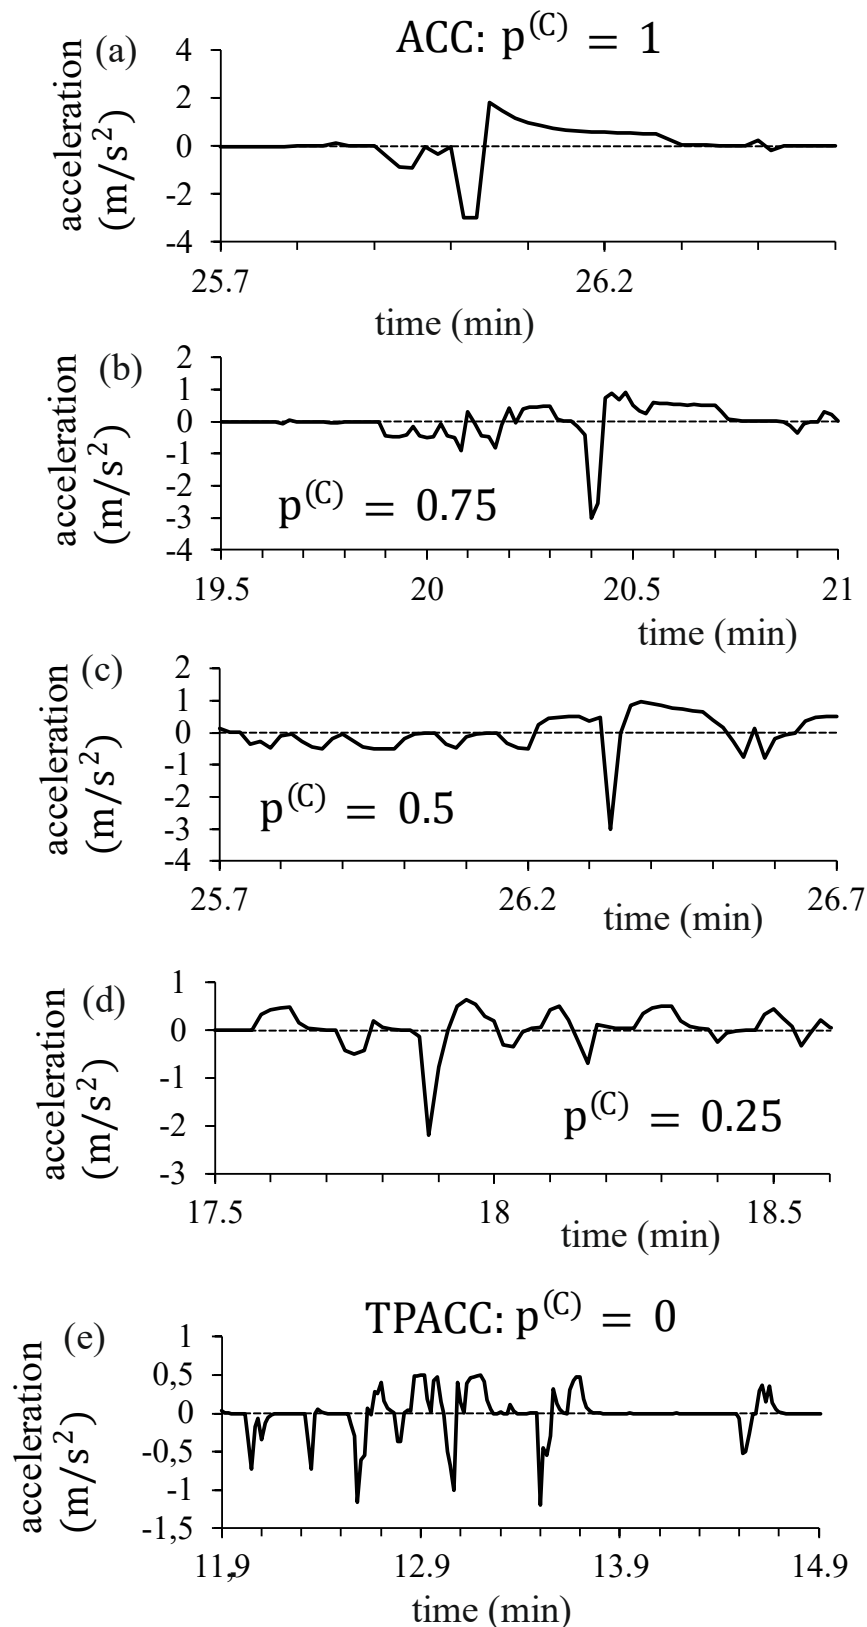 (a) ACC: p^(C) = 1
acceleration
(m/s²)
4
2
0
-2
-4
25.7 26.2
time (min)
(b)
acceleration
(m/s²)
2
1
0
-1
-2
-3
-4
p^(C) = 0.75
19.5 20 20.5 21
time (min)
(c)
acceleration
(m/s²)
2
1
0
-1
-2
-3
-4
p^(C) = 0.5
25.7 26.2 26.7
time (min)
(d)
acceleration
(m/s²)
1
0
-1
-2
-3
p^(C) = 0.25
17.5 18 18.5
time (min)
(e) TPACC: p^(C) = 0
acceleration
(m/s²)
1
0,5
0
-0,5
-1
-1,5
11,9 12.9 13.9 14.9
time (min)